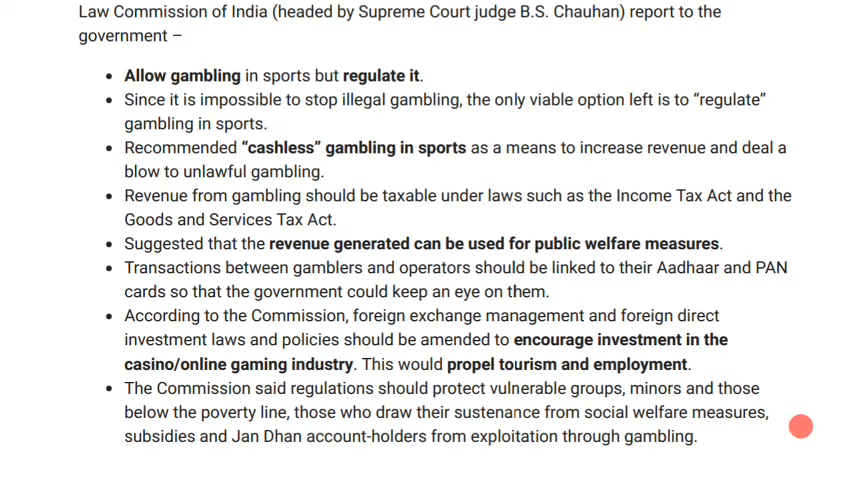 Law Commission of India (headed by Supreme Court judge B.S. Chauhan) report to the
government –
• Allow gambling in sports but regulate it.
• Since it is impossible to stop illegal gambling, the only viable option left is to “regulate”
gambling in sports.
• Recommended “cashless” gambling in sports as a means to increase revenue and deal a
blow to unlawful gambling.
• Revenue from gambling should be taxable under laws such as the Income Tax Act and the
Goods and Services Tax Act.
• Suggested that the revenue generated can be used for public welfare measures.
• Transactions between gamblers and operators should be linked to their Aadhaar and PAN
cards so that the government could keep an eye on them.
• According to the Commission, foreign exchange management and foreign direct
investment laws and policies should be amended to encourage investment in the
casino/online gaming industry. This would propel tourism and employment.
• The Commission said regulations should protect vulnerable groups, minors and those
below the poverty line, those who draw their sustenance from social welfare measures,
subsidies and Jan Dhan account-holders from exploitation through gambling.